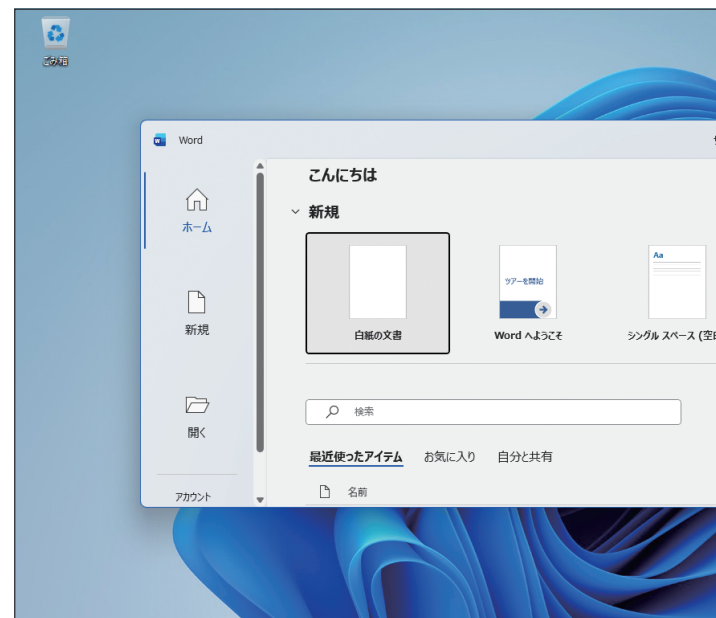 ごみ箱
Word
こんにちは
ホーム
新規
新規
開く
アカウント
白紙の文書
ツアーを開始
Word へようこそ
Aa
シングル スペース (空
検索
最近使ったアイテム お気に入り 自分と共有
名前